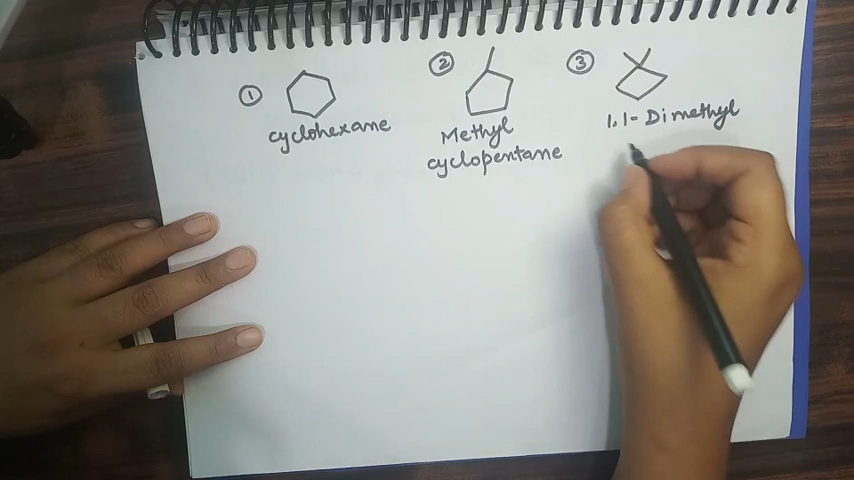 ①
cyclohexane
②
Methyl
cyclopentane
③
1,1-Dimethyl